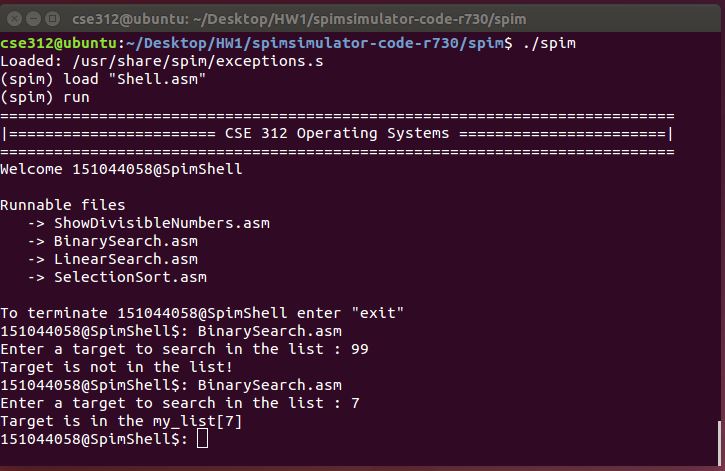 cse312@ubuntu: ~/Desktop/HW1/spimsimulator-code-r730/spim
cse312@ubuntu:~/Desktop/HW1/spimsimulator-code-r730/spim$ ./spim
Loaded: /usr/share/spim/exceptions.s
(spim) load "Shell.asm"
(spim) run
===========================================================================
|======================= CSE 312 Operating Systems =======================|
===========================================================================
Welcome 151044058@SpimShell
Runnable files
-> ShowDivisibleNumbers.asm
-> BinarySearch.asm
-> LinearSearch.asm
-> SelectionSort.asm
To terminate 151044058@SpimShell enter "exit"
151044058@SpimShell$: BinarySearch.asm
Enter a target to search in the list : 99
Target is not in the list!
151044058@SpimShell$: BinarySearch.asm
Enter a target to search in the list : 7
Target is in the my_list[7]
151044058@SpimShell$: